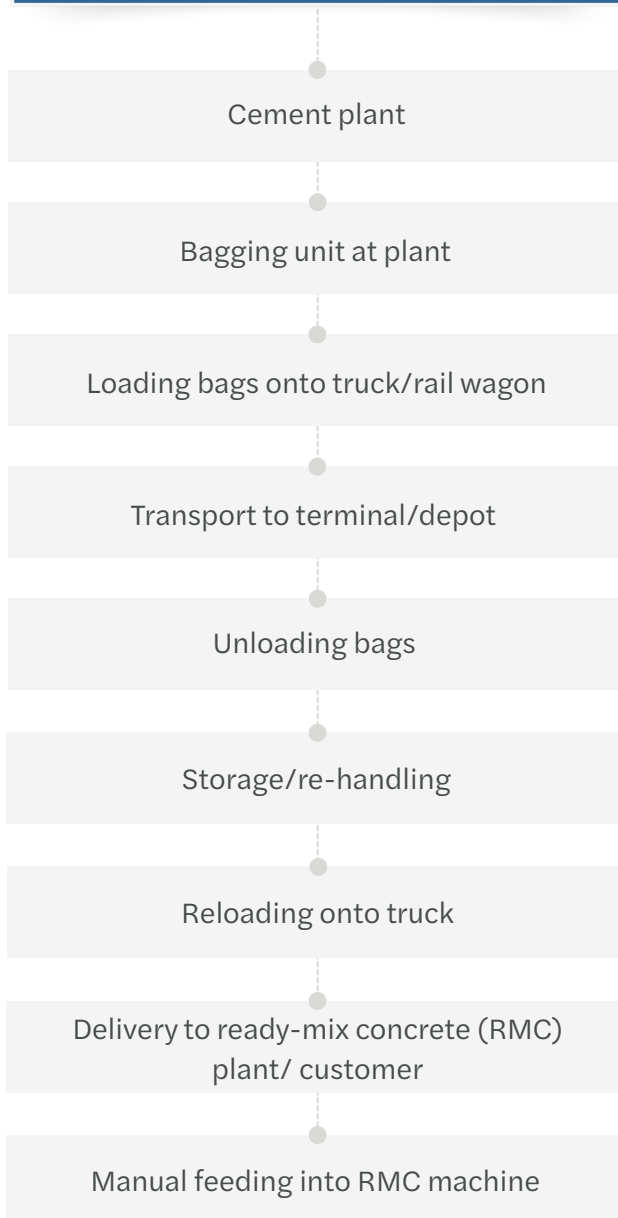 Cement plant
Bagging unit at plant
Loading bags onto truck/rail wagon
Transport to terminal/depot
Unloading bags
Storage/re-handling
Reloading onto truck
Delivery to ready-mix concrete (RMC)
plant/ customer
Manual feeding into RMC machine